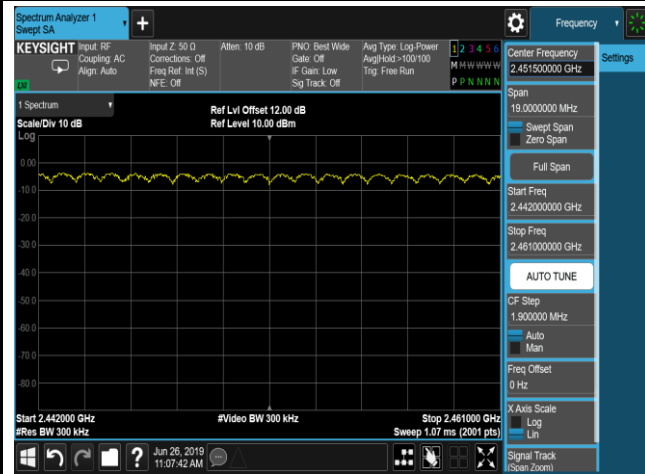 Spectrum Analyzer 1
Swept SA
Frequency
KEYSIGHT
Input: RF
Coupling: AC
Align: Auto
Input Z: 50 Ω
Corrections: Off
Freq Ref: Int (S)
NFE: Off
Atten: 10 dB
PNO: Best Wide
Gate: Off
IF Gain: Low
Sig Track: Off
Avg Type: Log-Power
Avg|Hold:>100/100
Trig: Free Run
1 2 3 4 5 6
M W W W W W
P P N N N N
LXI
Center Frequency
2.451500000 GHz
Settings
Span
19.0000000 MHz
Swept Span
Zero Span
Full Span
Start Freq
2.442000000 GHz
Stop Freq
2.461000000 GHz
AUTO TUNE
CF Step
1.900000 MHz
Auto
Man
Freq Offset
0 Hz
X Axis Scale
Log
Lin
Signal Track
(Span Zoom)
1 Spectrum
Scale/Div 10 dB
Ref Lvl Offset 12.00 dB
Ref Level 10.00 dBm
Log
0.00
-10.0
-20.0
-30.0
-40.0
-50.0
-60.0
-70.0
-80.0
Start 2.442000 GHz
#Video BW 300 kHz
Stop 2.461000 GHz
#Res BW 300 kHz
Sweep 1.07 ms (2001 pts)
?
Jun 26, 2019
11:07:42 AM